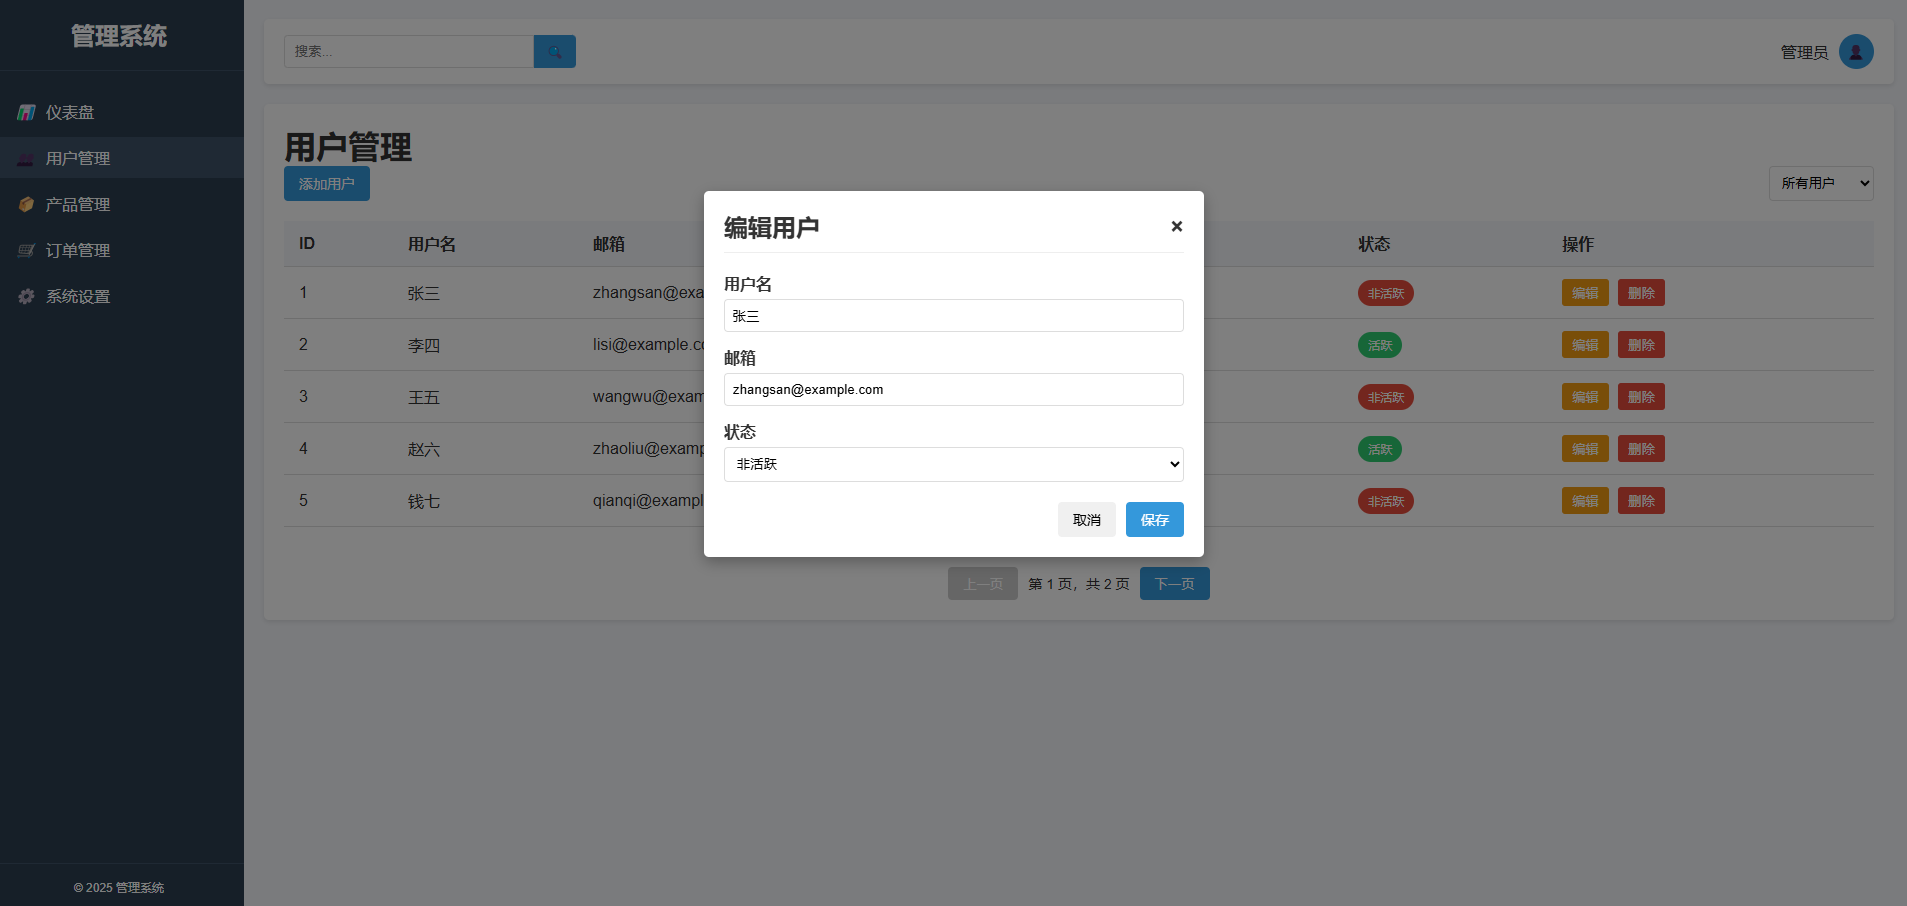 管理系统
仪表盘
用户管理
产品管理
订单管理
系统设置
© 2025 管理系统
搜索...
管理员
用户管理
添加用户
所有用户
ID 用户名 邮箱 状态 操作
1 张三 zhangsan@exa 非活跃 编辑 删除
2 李四 lisi@example.co 活跃 编辑 删除
3 王五 wangwu@exam 非活跃 编辑 删除
4 赵六 zhaoliu@examp 活跃 编辑 删除
5 钱七 qianqi@exampl 非活跃 编辑 删除
上一页 第 1 页，共 2 页 下一页
编辑用户 ×
用户名
张三
邮箱
zhangsan@example.com
状态
非活跃
取消 保存